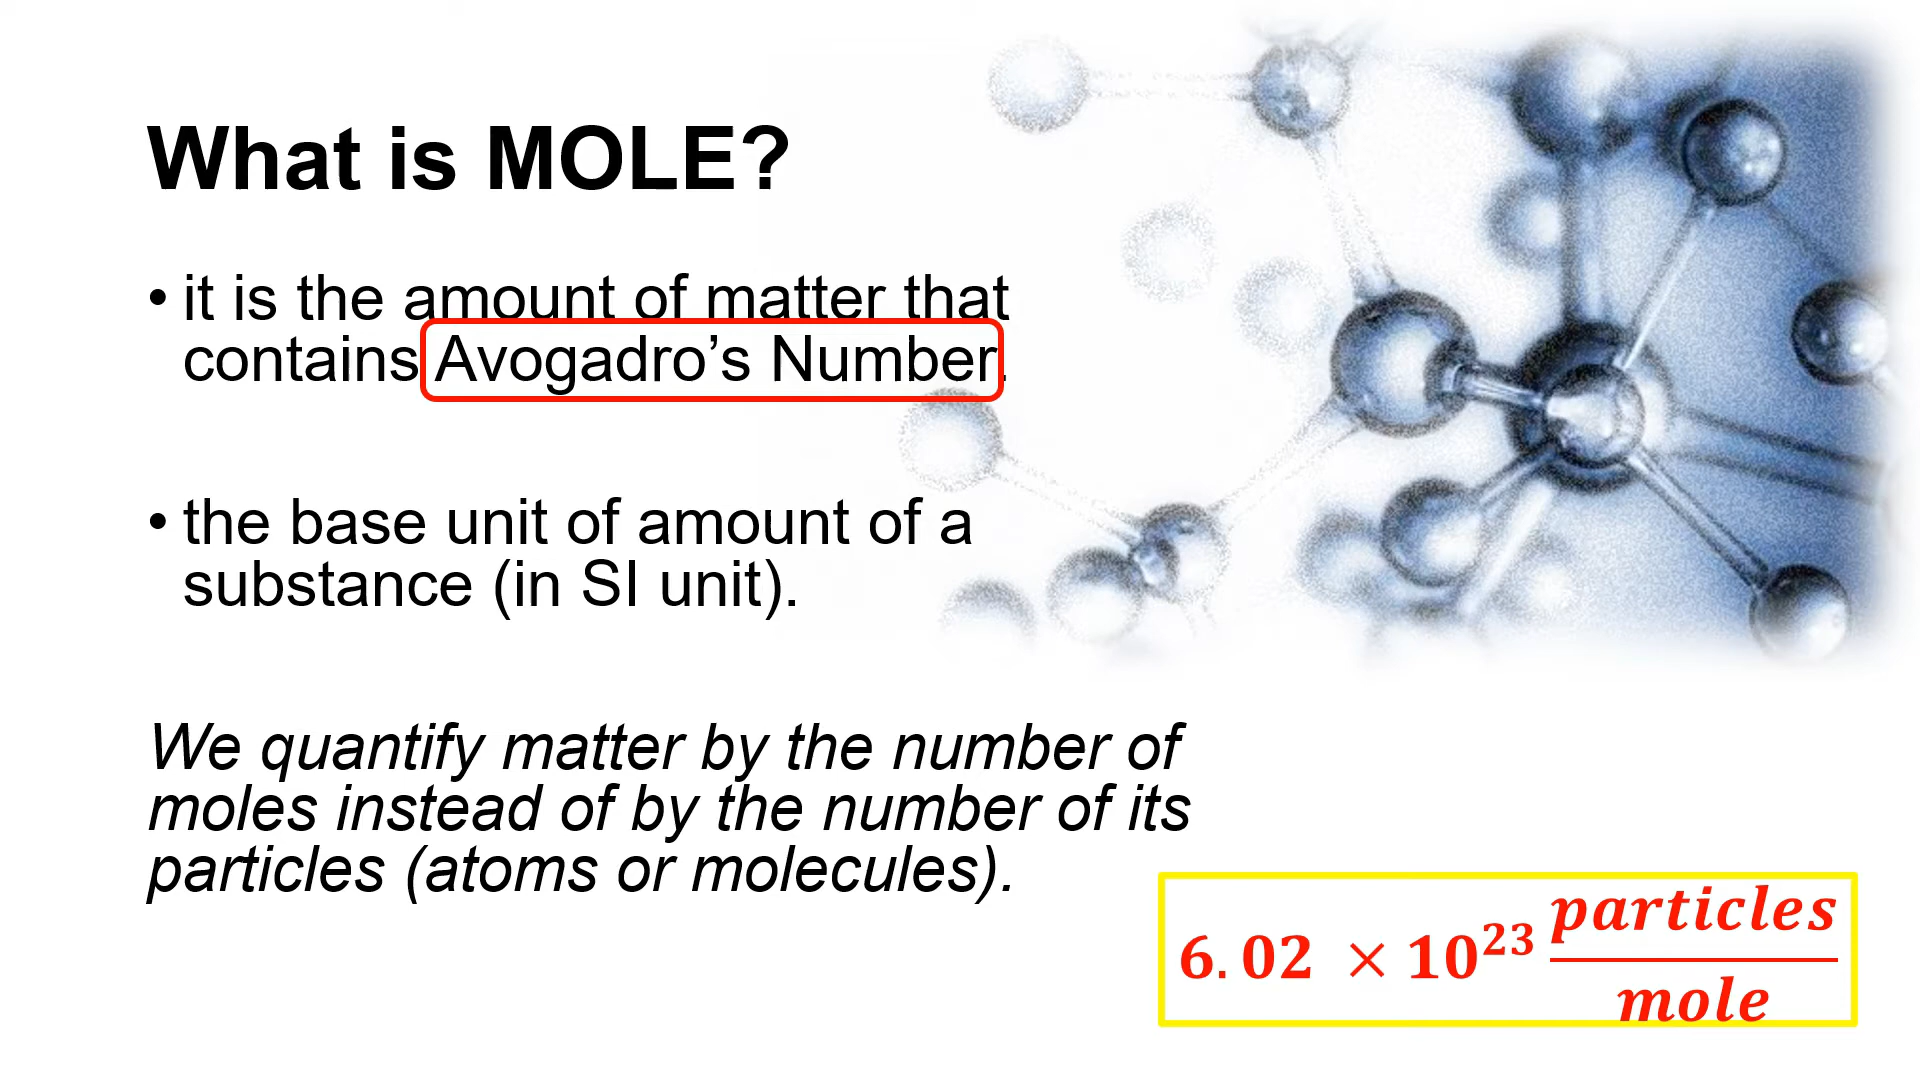 What is MOLE?
• it is the amount of matter that
contains Avogadro’s Number.
• the base unit of amount of a
substance (in SI unit).
We quantify matter by the number of
moles instead of by the number of its
particles (atoms or molecules).
6.02 × 10²³ particles/mole